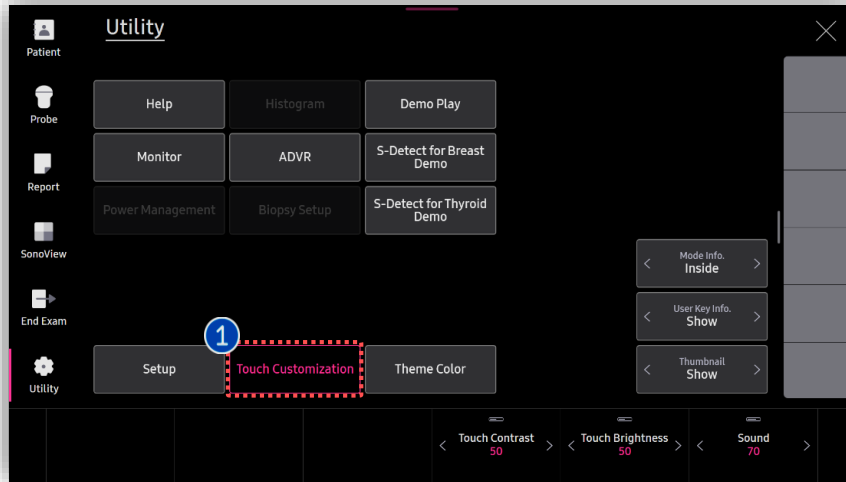 Utility
Patient
Probe
Report
SonoView
End Exam
Utility
Help
Histogram
Demo Play
Monitor
ADVR
S-Detect for Breast
Demo
Power Management
Biopsy Setup
S-Detect for Thyroid
Demo
Mode Info.
Inside
User Key Info.
Show
Thumbnail
Show
1
Setup
Touch Customization
Theme Color
Touch Contrast
50
Touch Brightness
50
Sound
70